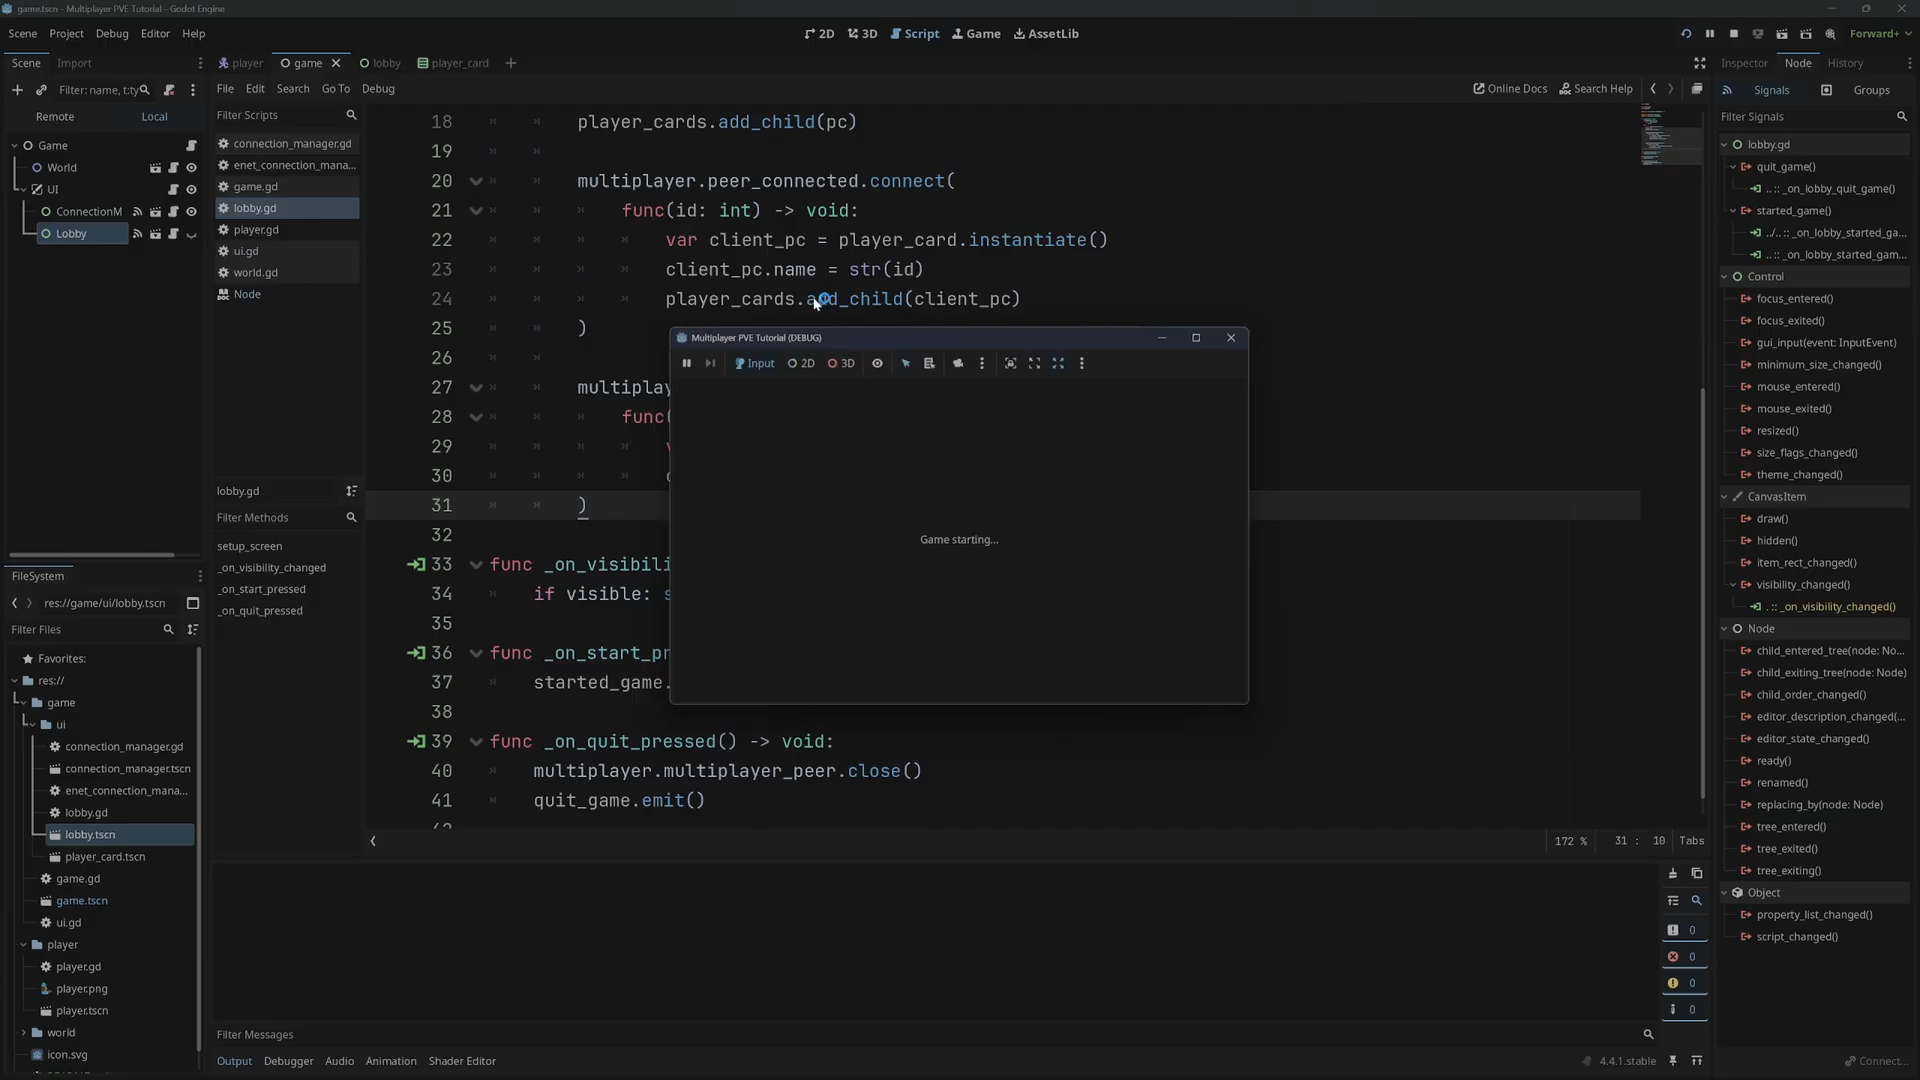 game.tscn - Multiplayer PVE Tutorial - Godot Engine
Scene Project Debug Editor Help
2D 3D Script Game AssetLib
Forward+
Scene Import
player game lobby player_card
Inspector Node History
Filter: name, t:ty
File Edit Search Go To Debug
Online Docs Search Help
Signals Groups
Remote Local
Filter Scripts
Filter Signals
Game
World
UI
ConnectionM
Lobby
connection_manager.gd
enet_connection_mana...
game.gd
lobby.gd
player.gd
ui.gd
world.gd
Node
lobby.gd
Filter Methods
setup_screen
_on_visibility_changed
_on_start_pressed
_on_quit_pressed
18 player_cards.add_child(pc)
19
20 multiplayer.peer_connected.connect(
21 func(id: int) -> void:
22 var client_pc = player_card.instantiate()
23 client_pc.name = str(id)
24 player_cards.add_child(client_pc)
25 )
26
27 multiplay
28 func(
29
30
31 )
32
33 func _on_visibili
34 if visible: s
35
36 func _on_start_pr
37 started_game.
38
39 func _on_quit_pressed() -> void:
40 multiplayer.multiplayer_peer.close()
41 quit_game.emit()
Multiplayer PVE Tutorial (DEBUG)
Input 2D 3D
Game starting...
172 % 31 : 10 Tabs
FileSystem
res://game/ui/lobby.tscn
Filter Files
Favorites:
res://
game
ui
connection_manager.gd
connection_manager.tscn
enet_connection_mana...
lobby.gd
lobby.tscn
player_card.tscn
game.gd
game.tscn
ui.gd
player
player.gd
player.png
player.tscn
world
icon.svg
lobby.gd
quit_game()
.. :: _on_lobby_quit_game()
started_game()
../.. :: _on_lobby_started_ga...
.. :: _on_lobby_started_gam...
Control
focus_entered()
focus_exited()
gui_input(event: InputEvent)
minimum_size_changed()
mouse_entered()
mouse_exited()
resized()
size_flags_changed()
theme_changed()
CanvasItem
draw()
hidden()
item_rect_changed()
visibility_changed()
. :: _on_visibility_changed()
Node
child_entered_tree(node: No...
child_exiting_tree(node: Node)
child_order_changed()
editor_description_changed(...
editor_state_changed()
ready()
renamed()
replacing_by(node: Node)
tree_entered()
tree_exited()
tree_exiting()
Object
property_list_changed()
script_changed()
0
0
0
0
Filter Messages
Output Debugger Audio Animation Shader Editor
4.4.1.stable
Connect...